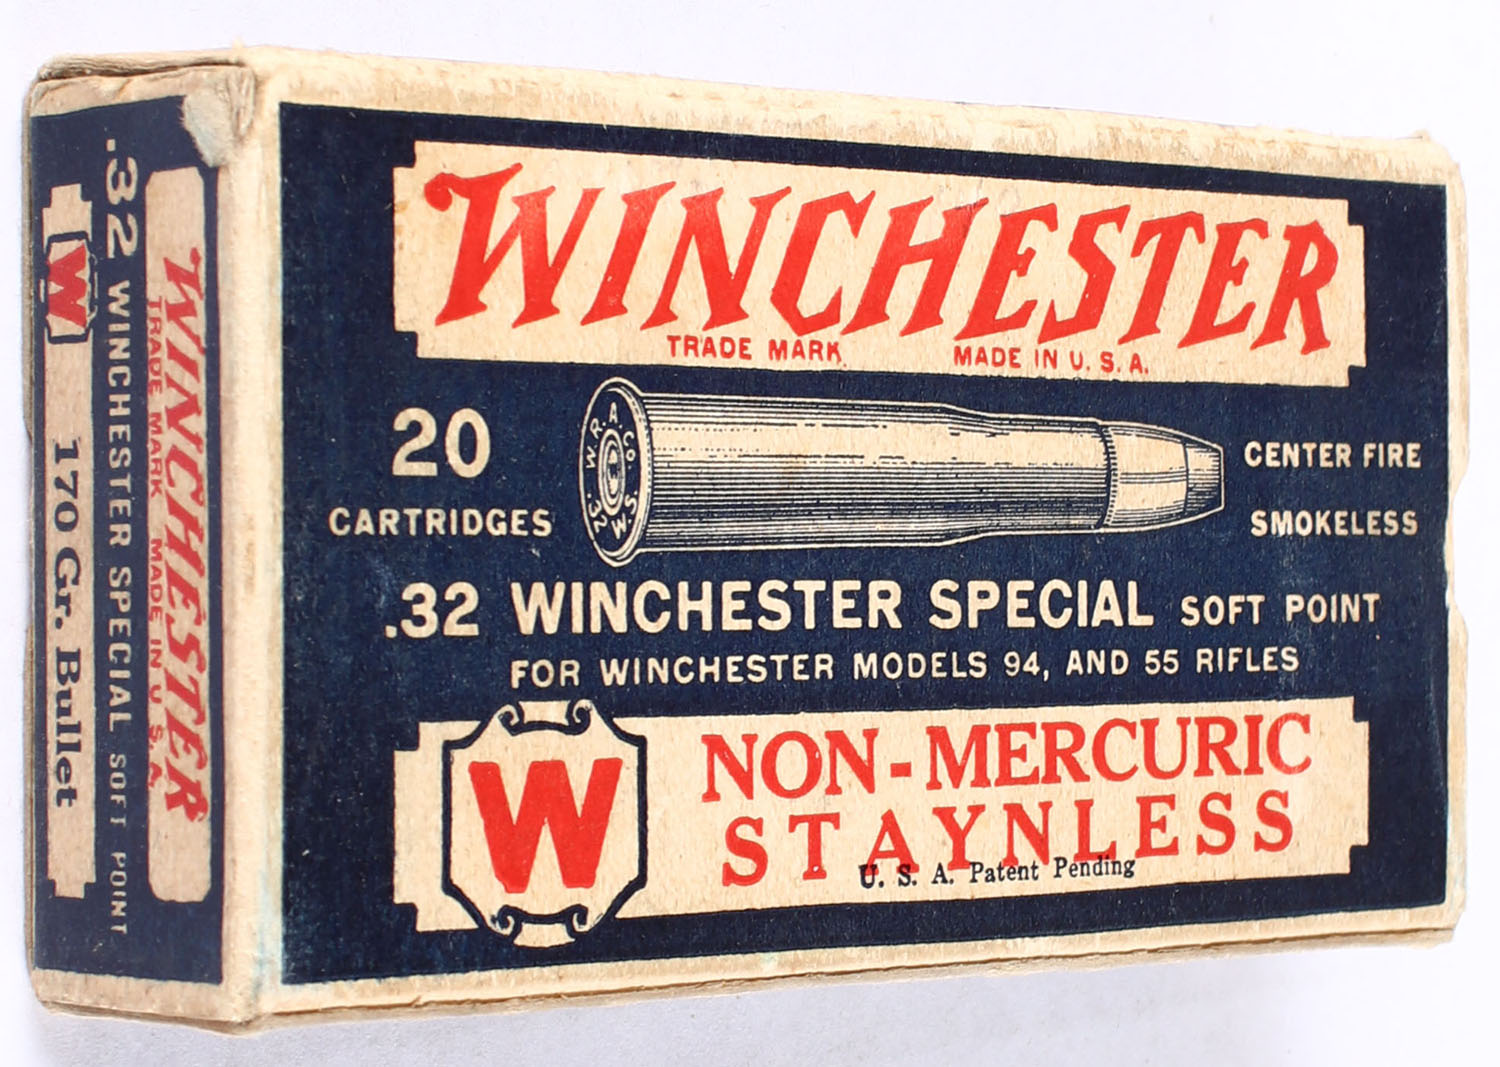 WINCHESTER
TRADE MARK MADE IN U.S.A.
20
CARTRIDGES
W.R.A.Co.
.32 W.S.
CENTER FIRE
SMOKELESS
.32 WINCHESTER SPECIAL SOFT POINT
FOR WINCHESTER MODELS 94, AND 55 RIFLES
W
NON-MERCURIC
STAYNLESS
U. S. A. Patent Pending
WINCHESTER
TRADE MARK MADE IN U.S.A.
.32 WINCHESTER SPECIAL SOFT POINT
W
170 Gr. Bullet